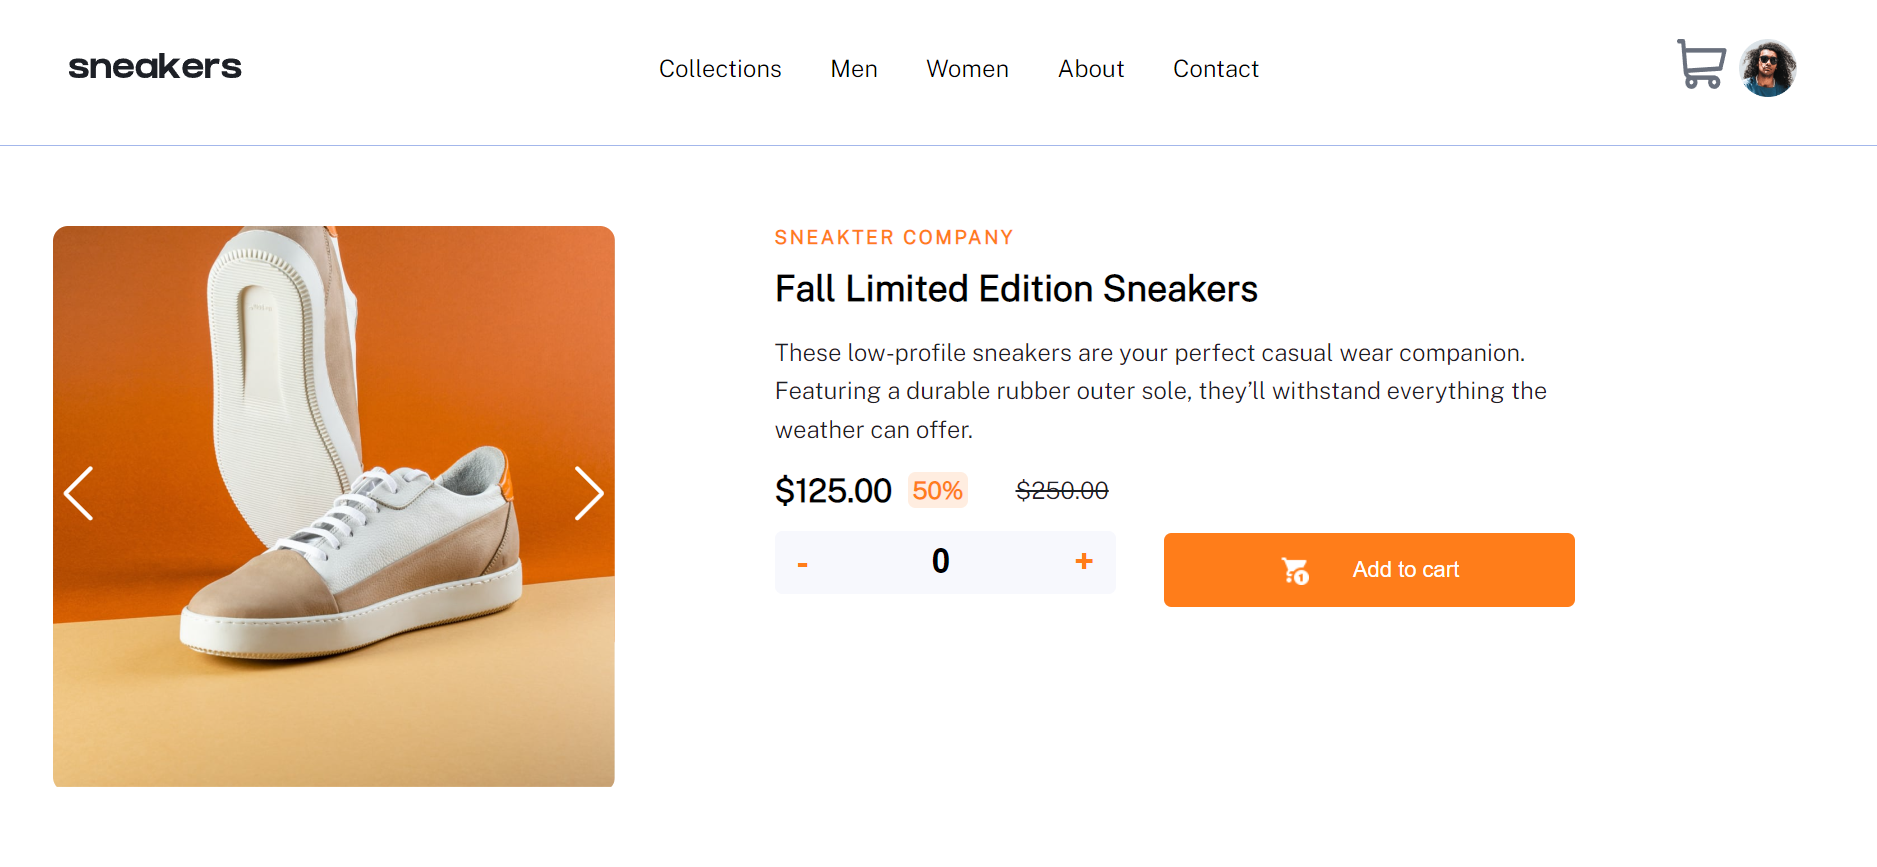 sneakers
Collections Men Women About Contact
SNEAKTER COMPANY
Fall Limited Edition Sneakers
These low-profile sneakers are your perfect casual wear companion.
Featuring a durable rubber outer sole, they’ll withstand everything the
weather can offer.
$125.00 50% $250.00
- 0 +
1 Add to cart